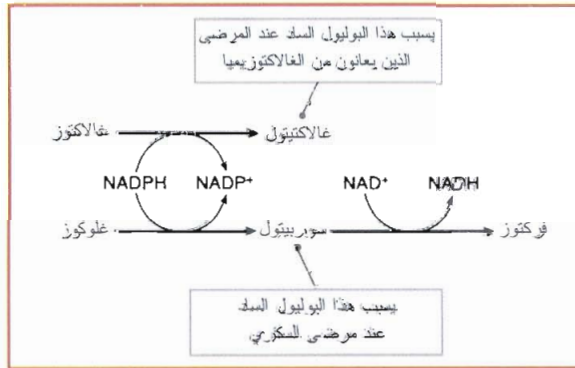 يسبب هذا البوليول الساد عند المرضى
الذين يعانون من الغالاكتوزيميا
غالاكتوز
غالاكتيتول
NADPH
NADP+
NAD+
NADH
غلوكوز
سوربيتول
فركتوز
يسبب هذا البوليول الساد
عند مرضى السكري